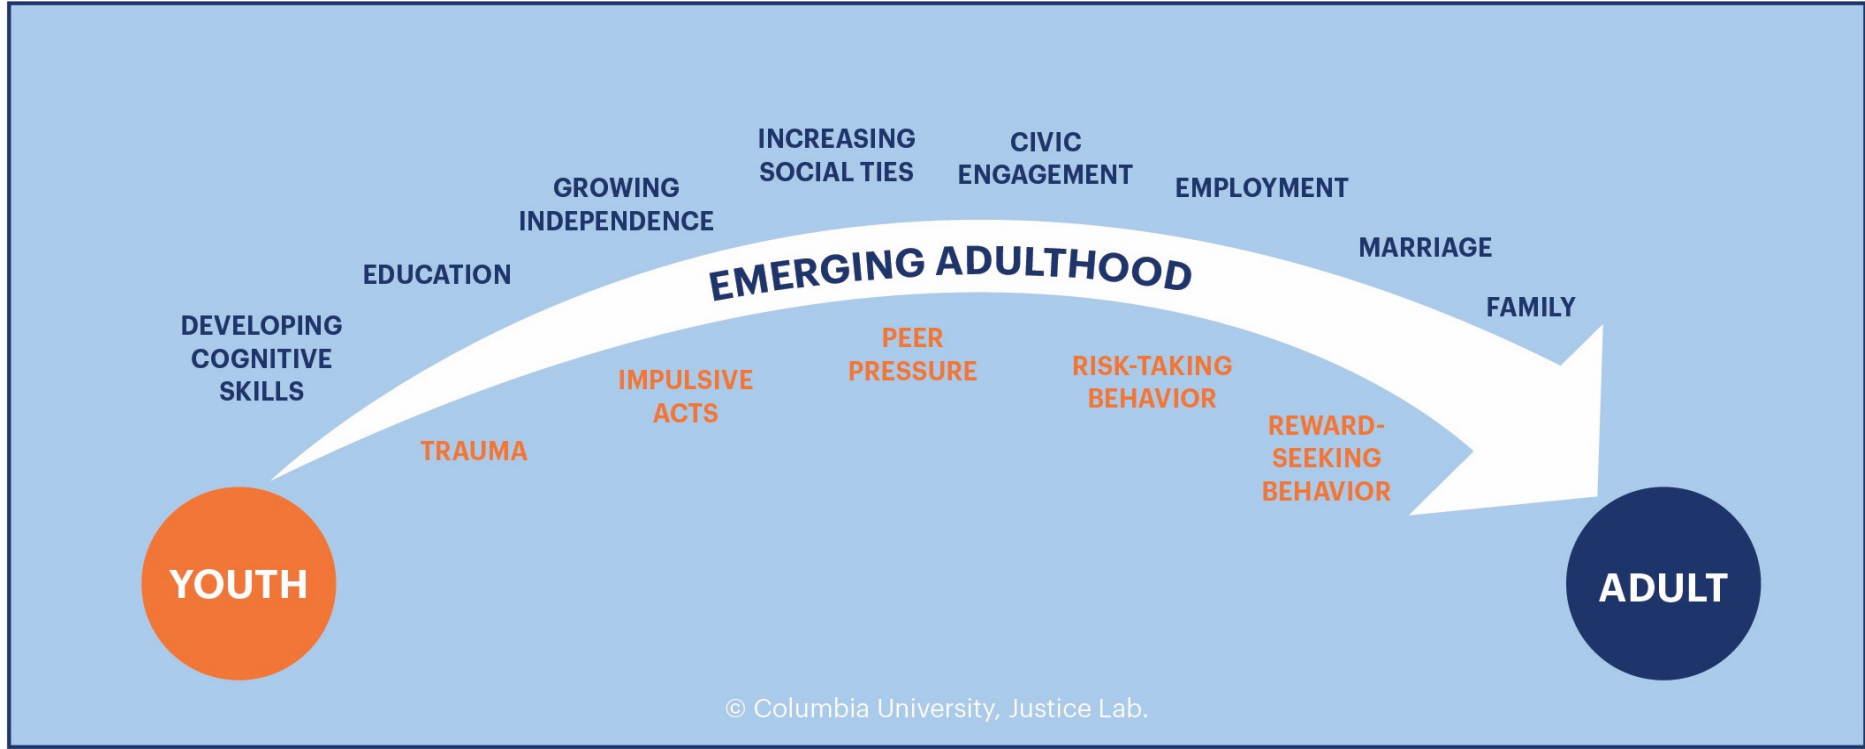 INCREASING
SOCIAL TIES
CIVIC
ENGAGEMENT
GROWING
INDEPENDENCE
EMPLOYMENT
EDUCATION
MARRIAGE
DEVELOPING
COGNITIVE
SKILLS
FAMILY
EMERGING ADULTHOOD
TRAUMA
IMPULSIVE
ACTS
PEER
PRESSURE
RISK-TAKING
BEHAVIOR
REWARD-
SEEKING
BEHAVIOR
YOUTH
ADULT
© Columbia University, Justice Lab.